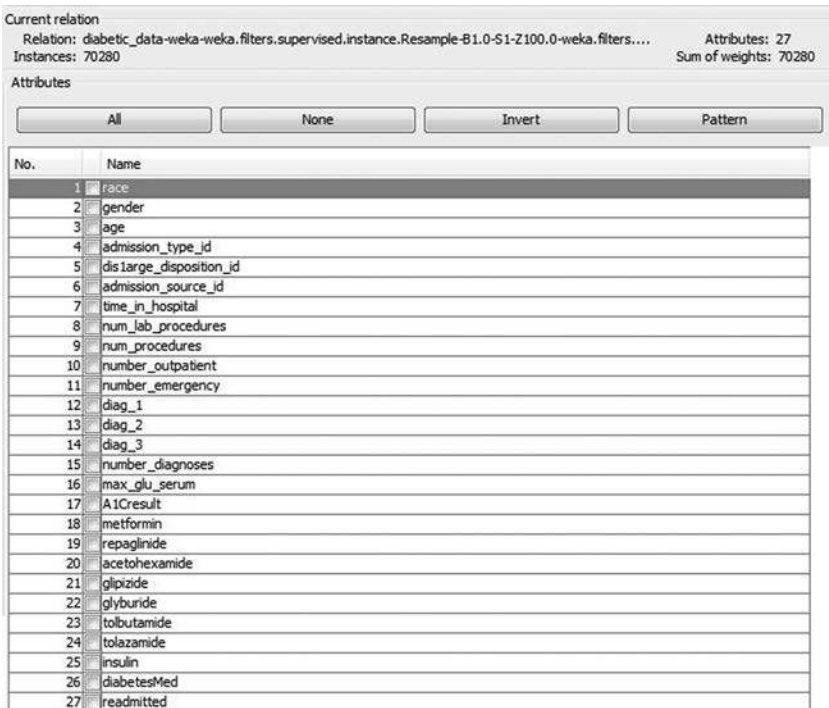 Current relation
Relation: diabetic_data-weka-weka.filters.supervised.instance.Resample-B1.0-S1-Z100.0-weka.filters.... Attributes: 27
Instances: 70280 Sum of weights: 70280
Attributes
All None Invert Pattern
No. Name
1 race
2 gender
3 age
4 admission_type_id
5 dis1arge_disposition_id
6 admission_source_id
7 time_in_hospital
8 num_lab_procedures
9 num_procedures
10 number_outpatient
11 number_emergency
12 diag_1
13 diag_2
14 diag_3
15 number_diagnoses
16 max_glu_serum
17 A1Cresult
18 metformin
19 repaglinide
20 acetohexamide
21 glipizide
22 glyburide
23 tolbutamide
24 tolazamide
25 insulin
26 diabetesMed
27 readmitted